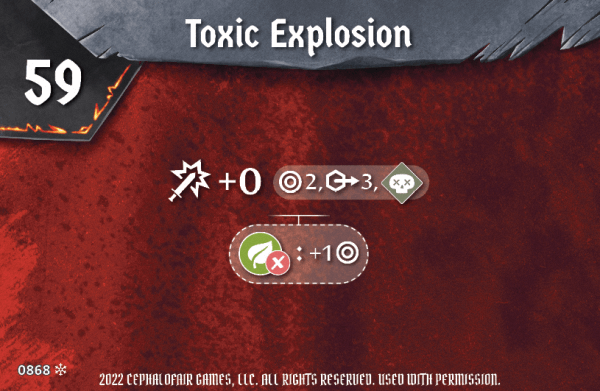 Toxic Explosion
59
+0 2, 3,
: +1
0868
2022 CEPHALOFAIR GAMES, LLC. ALL RIGHTS RESERVED. USED WITH PERMISSION.